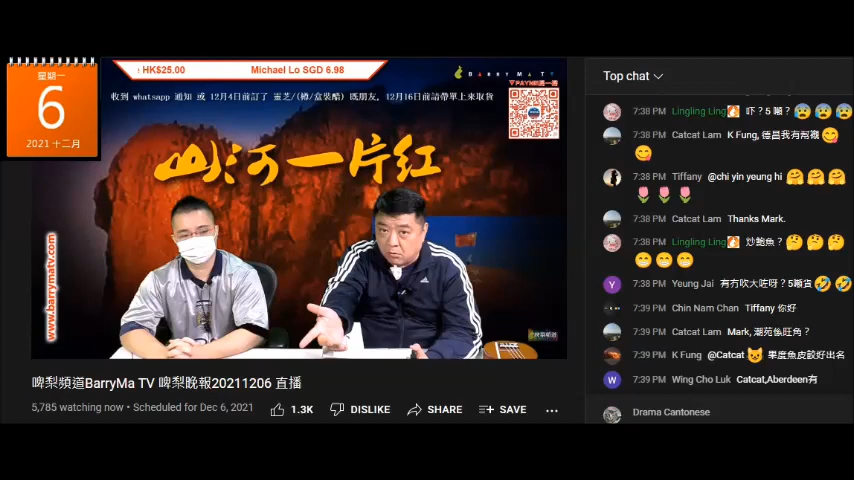 星期一
6
2021 十二月
HK$25.00
Michael Lo SGD 6.98
BARRYMA TV
收到 whatsapp 通知 或 12月4日前訂了 靈芝/(樽/盒裝醋) 既朋友, 12月16日前請帶單上來取貨
山河一片红
www.barrymatv.com
啤梨頻道BarryMa TV 啤梨晚報20211206 直播
5,785 watching now • Scheduled for Dec 6, 2021
1.3K
DISLIKE
SHARE
SAVE
Top chat
7:38 PM Lingling Ling 吓？5 噸？😰😰😰
7:38 PM Catcat Lam K Fung, 德昌我有幫襯😋
😋
7:38 PM Tiffany @chi yin yeung hi 🤗🤗🤗
🌷🌷🌷
7:38 PM Catcat Lam Thanks Mark.
7:38 PM Lingling Ling 炒鮑魚？🤔🤔🤔
😁😁😁
7:38 PM Yeung Jai 有冇吹大咗呀？5噸貨🤣🤣
7:39 PM Chin Nam Chan Tiffany 你好
7:39 PM Catcat Lam Mark, 潮苑係旺角？
7:39 PM K Fung @Catcat 😺 果度魚皮餃好出名
7:39 PM Wing Cho Luk Catcat,Aberdeen有
Drama Cantonese